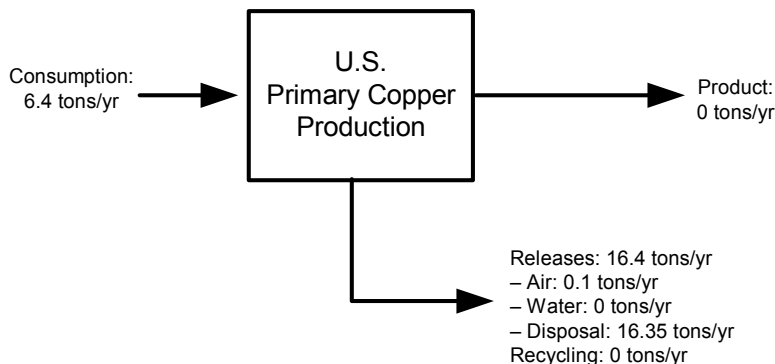 U.S.
Primary Copper
Production
Consumption:
6.4 tons/yr
Product:
0 tons/yr
Releases: 16.4 tons/yr
– Air: 0.1 tons/yr
– Water: 0 tons/yr
– Disposal: 16.35 tons/yr
Recycling: 0 tons/yr